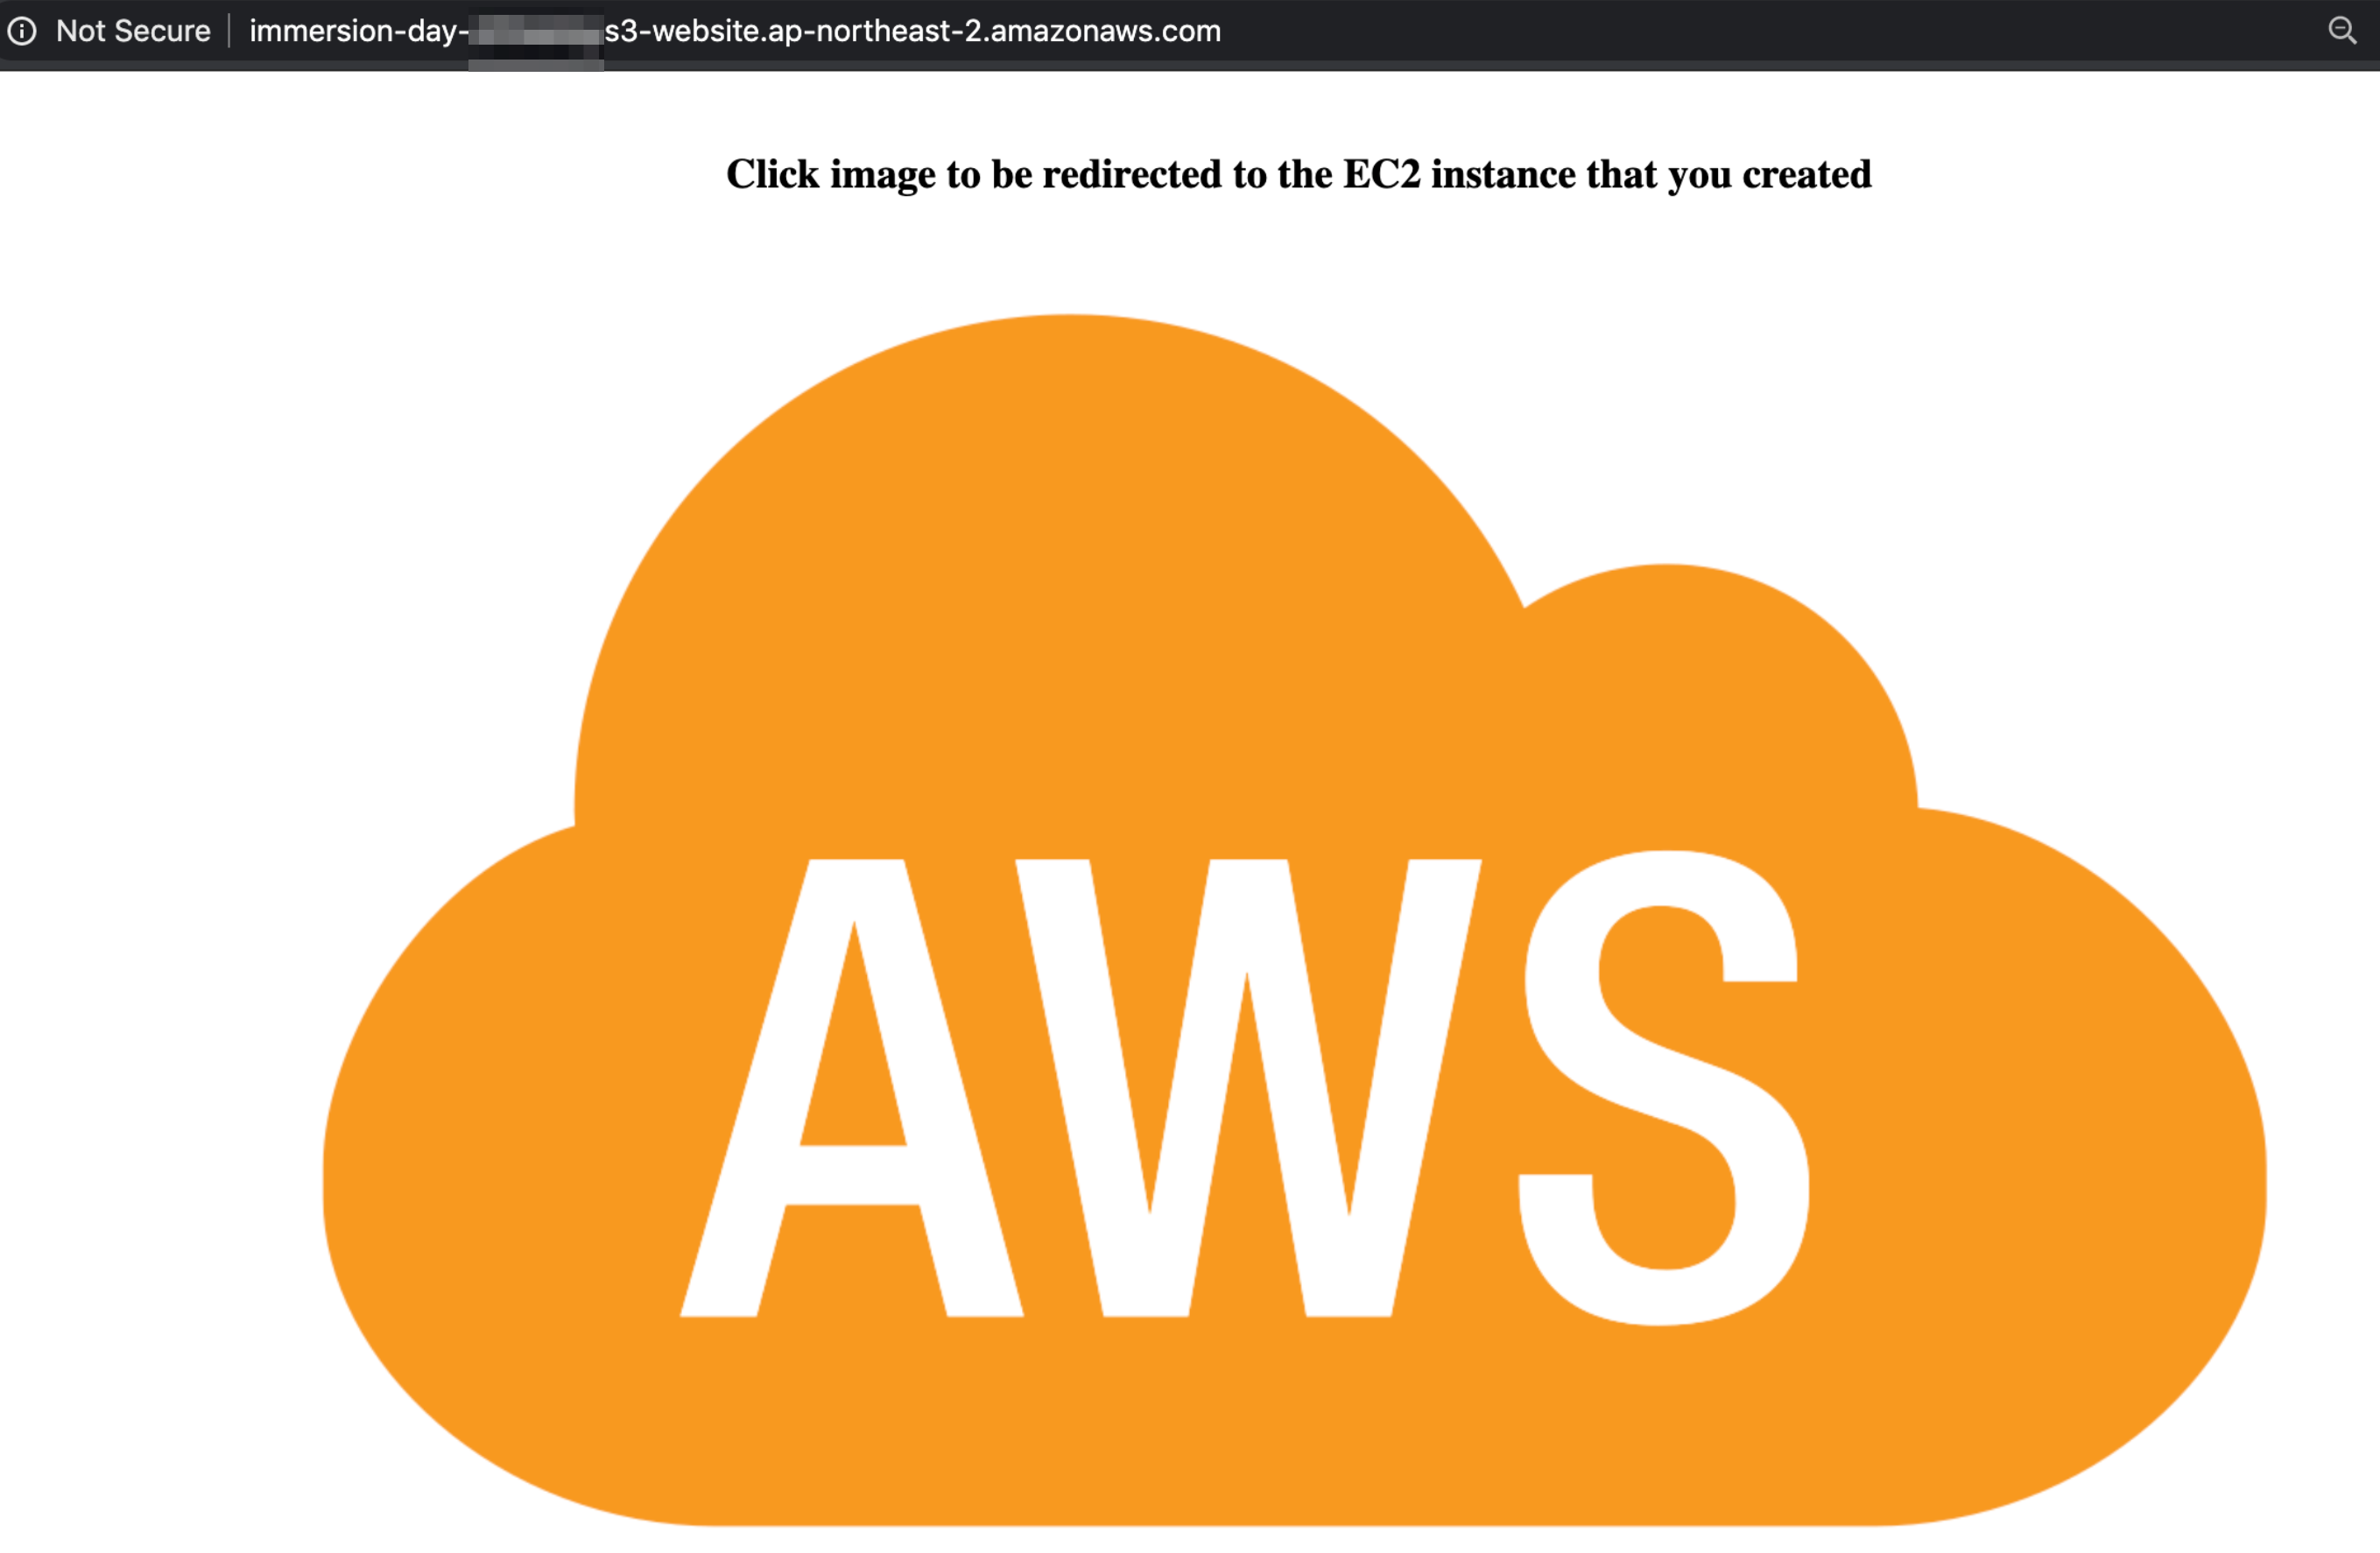 Not Secure immersion-day- s3-website.ap-northeast-2.amazonaws.com
Click image to be redirected to the EC2 instance that you created
AWS